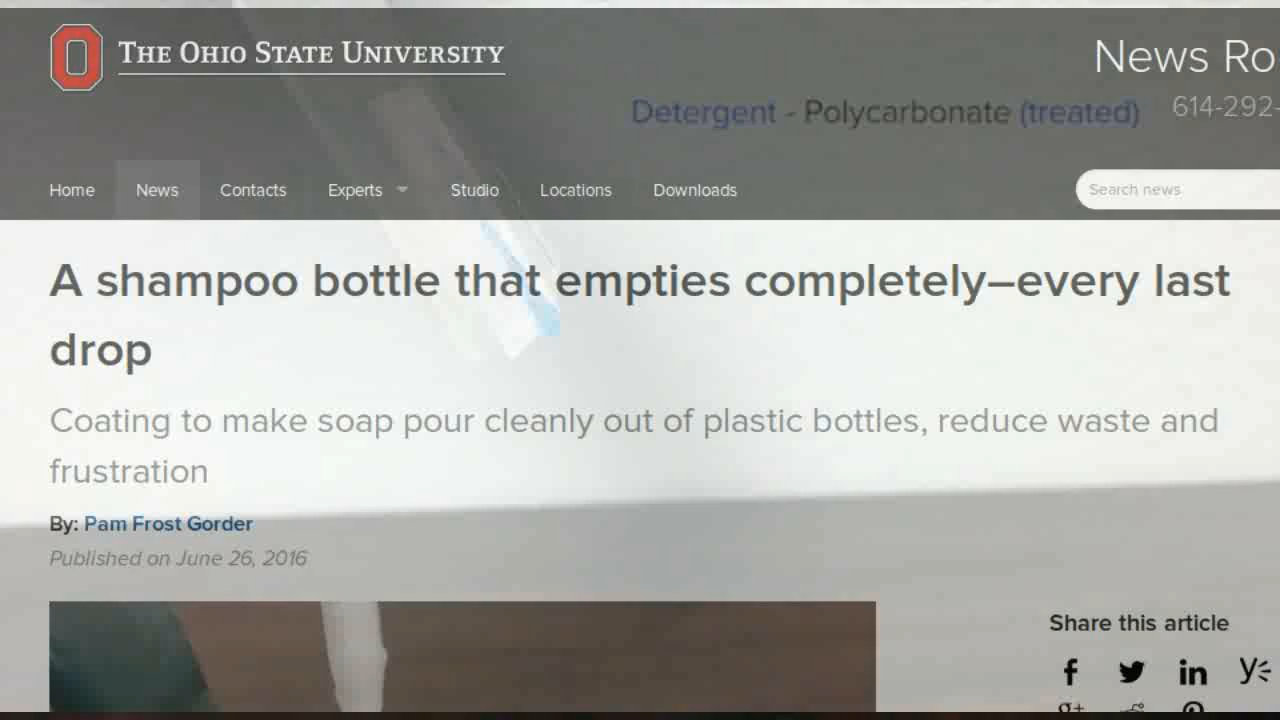 THE OHIO STATE UNIVERSITY
News Ro
Detergent - Polycarbonate (treated)
614-292-
Home News Contacts Experts Studio Locations Downloads
Search news
A shampoo bottle that empties completely—every last
drop
Coating to make soap pour cleanly out of plastic bottles, reduce waste and
frustration
By: Pam Frost Gorder
Published on June 26, 2016
Share this article